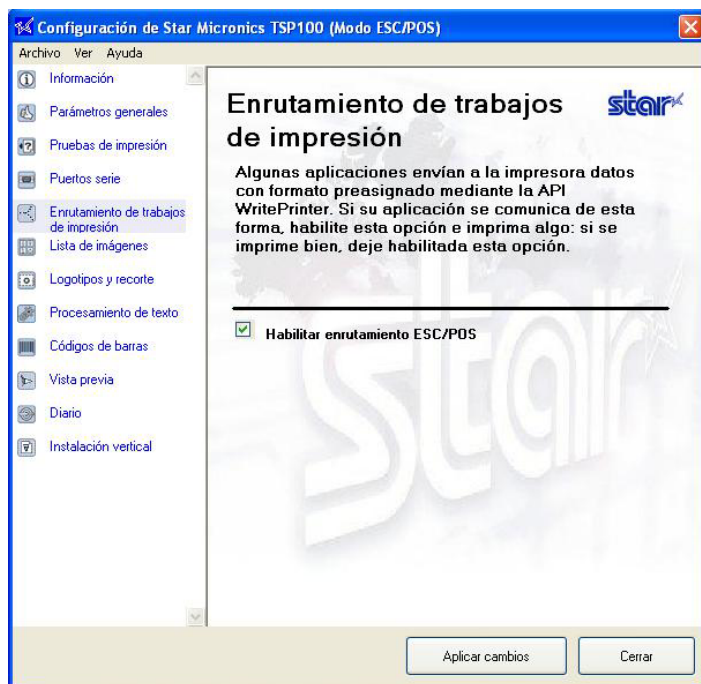 Configuración de Star Micronics TSP100 (Modo ESC/POS)
Archivo Ver Ayuda
Información
Parámetros generales
Pruebas de impresión
Puertos serie
Enrutamiento de trabajos
de impresión
Lista de imágenes
Logotipos y recorte
Procesamiento de texto
Códigos de barras
Vista previa
Diario
Instalación vertical
Enrutamiento de trabajos
de impresión
star
Algunas aplicaciones envían a la impresora datos
con formato preasignado mediante la API
WritePrinter. Si su aplicación se comunica de esta
forma, habilite esta opción e imprima algo: si se
imprime bien, deje habilitada esta opción.
Habilitar enrutamiento ESC/POS
star
Aplicar cambios
Cerrar